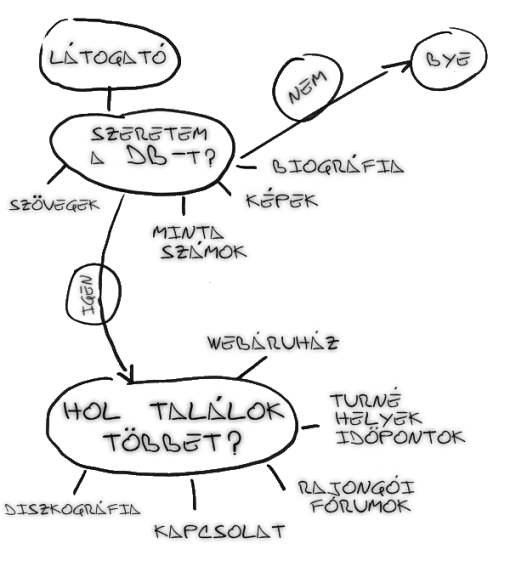 LÁTOGATÓ
BYE
NEM
SZERETEM
A DB-T?
BIOGRÁFIA
KÉPEK
SZÖVEGEK
MINTA
SZÁMOK
IGEN
WEBÁRUHÁZ
HOL TALÁLOK
TÖBBET?
TURNÉ
HELYEK
IDŐPONTOK
RAJONGÓI
FÓRUMOK
DISZKOGRÁFIA
KAPCSOLAT